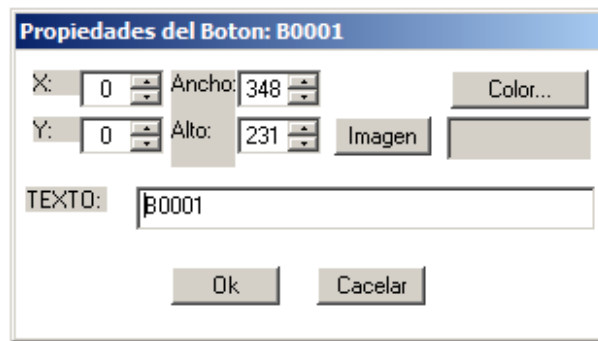 Propiedades del Boton: B0001
X: 0 Ancho: 348 Color...
Y: 0 Alto: 231 Imagen
TEXTO: B0001
Ok Cacelar